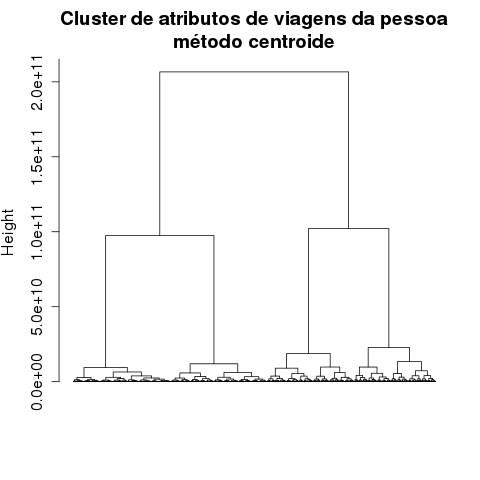 Cluster de atributos de viagens da pessoa
método centroide
Height
2.0e+11
1.5e+11
1.0e+11
5.0e+10
0.0e+00